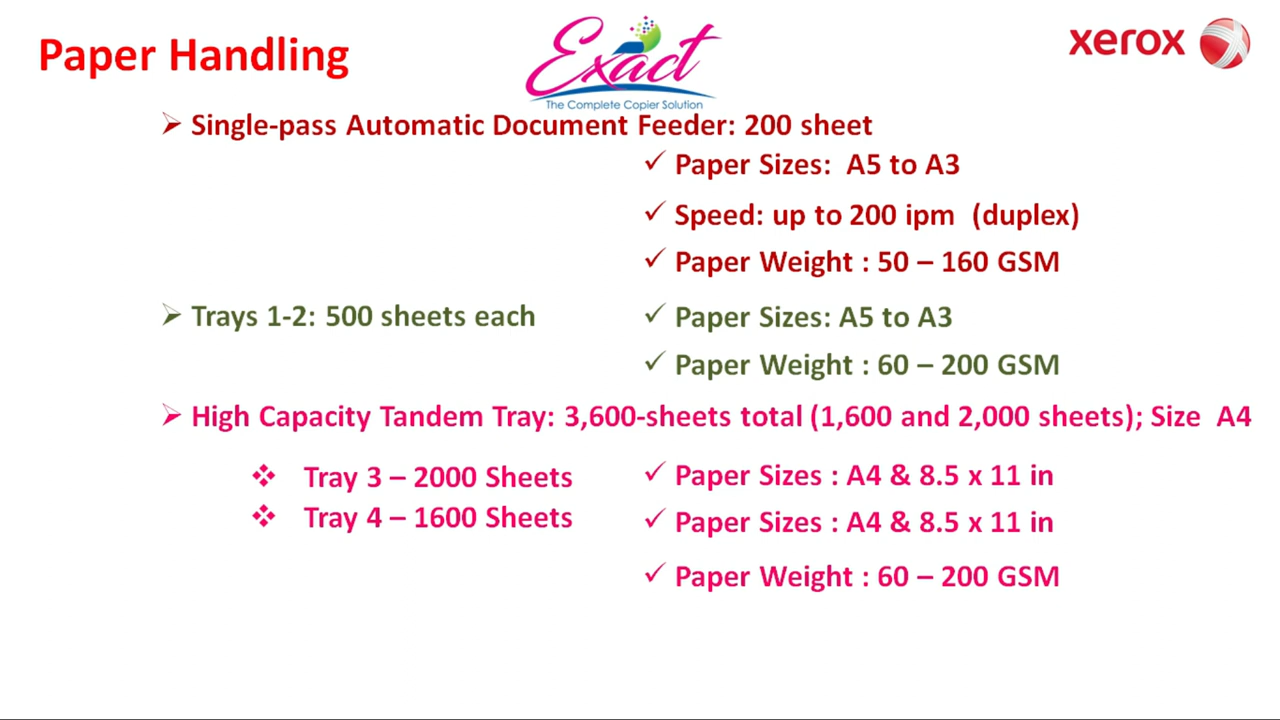 Paper Handling
Exact
The Complete Copier Solution
xerox
➢ Single-pass Automatic Document Feeder: 200 sheet
✓ Paper Sizes: A5 to A3
✓ Speed: up to 200 ipm (duplex)
✓ Paper Weight : 50 – 160 GSM
➢ Trays 1-2: 500 sheets each
✓ Paper Sizes: A5 to A3
✓ Paper Weight : 60 – 200 GSM
➢ High Capacity Tandem Tray: 3,600-sheets total (1,600 and 2,000 sheets); Size A4
❖ Tray 3 – 2000 Sheets
✓ Paper Sizes : A4 & 8.5 x 11 in
❖ Tray 4 – 1600 Sheets
✓ Paper Sizes : A4 & 8.5 x 11 in
✓ Paper Weight : 60 – 200 GSM